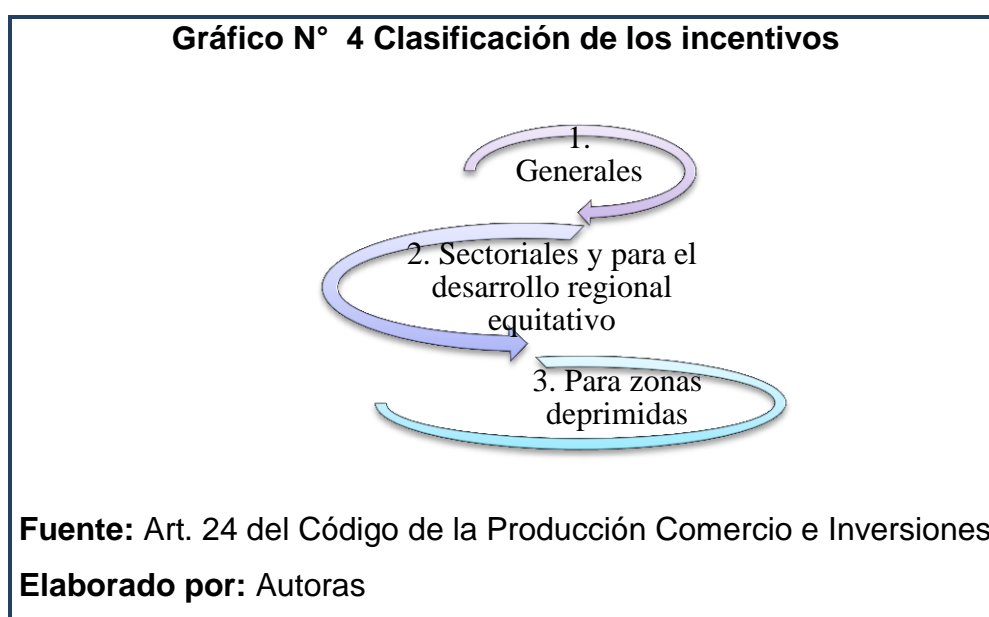 Gráfico N° 4 Clasificación de los incentivos
1.
Generales
2. Sectoriales y para el
desarrollo regional
equitativo
3. Para zonas
deprimidas
Fuente: Art. 24 del Código de la Producción Comercio e Inversiones
Elaborado por: Autoras